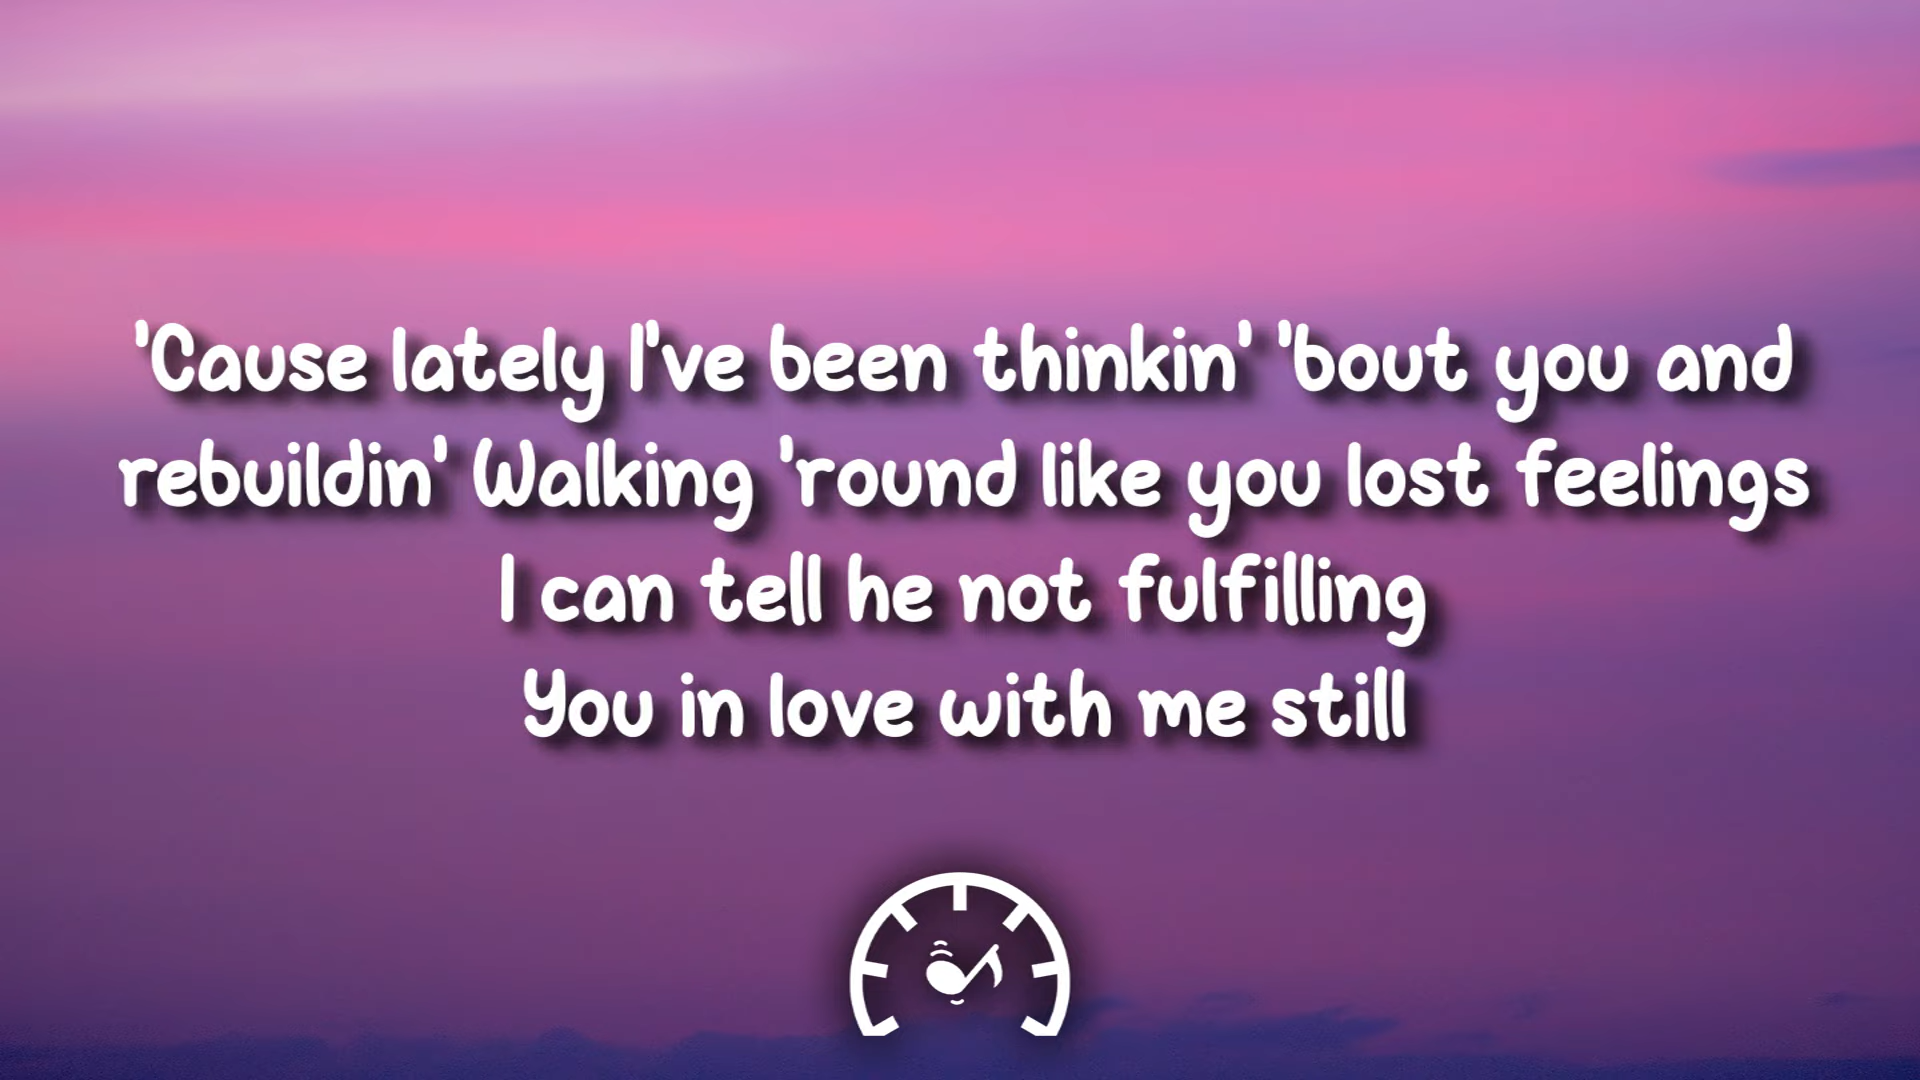 'Cause lately I've been thinkin' 'bout you and
rebuildin' Walking 'round like you lost feelings
I can tell he not fulfilling
You in love with me still